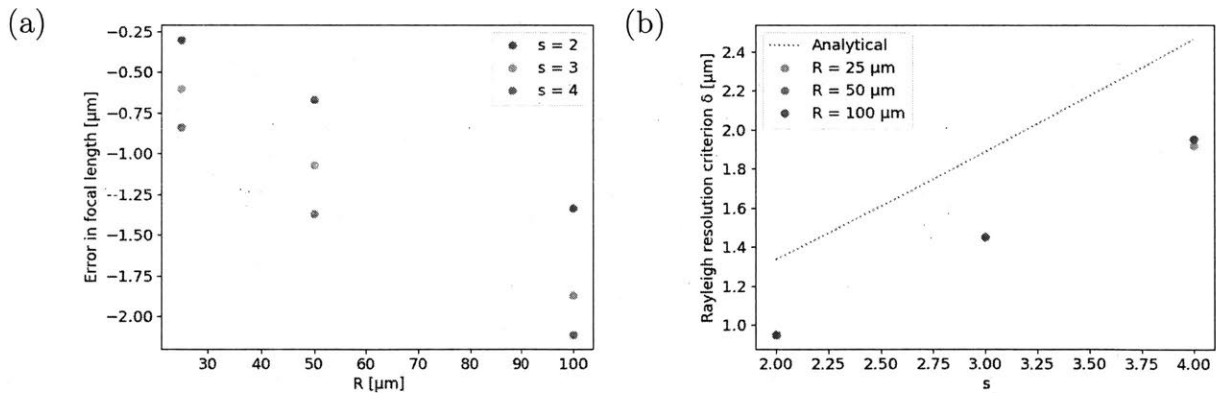 (a)
Error in focal length [µm]
−0.25
−0.50
−0.75
−1.00
−1.25
−1.50
−1.75
−2.00
s = 2
s = 3
s = 4
30 40 50 60 70 80 90 100
R [µm]
(b)
Rayleigh resolution criterion δ [µm]
2.4
2.2
2.0
1.8
1.6
1.4
1.2
1.0
Analytical
R = 25 µm
R = 50 µm
R = 100 µm
2.00 2.25 2.50 2.75 3.00 3.25 3.50 3.75 4.00
s